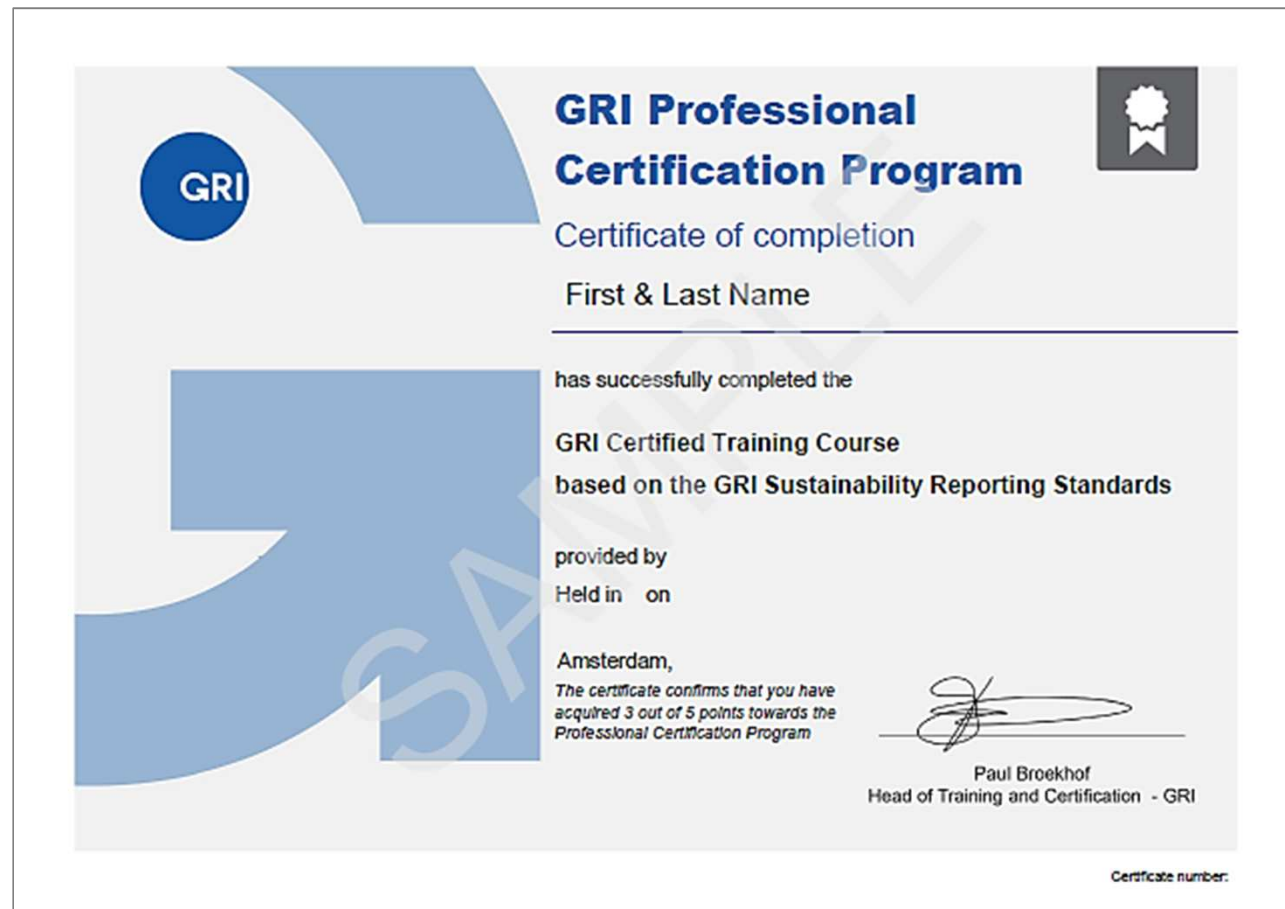 GRI
GRI Professional
Certification Program
Certificate of completion
First & Last Name
has successfully completed the
GRI Certified Training Course
based on the GRI Sustainability Reporting Standards
provided by
Held in on
Amsterdam,
The certificate confirms that you have
acquired 3 out of 5 points towards the
Professional Certification Program
Paul Broekhof
Head of Training and Certification - GRI
Certificate number:
SAMPLE